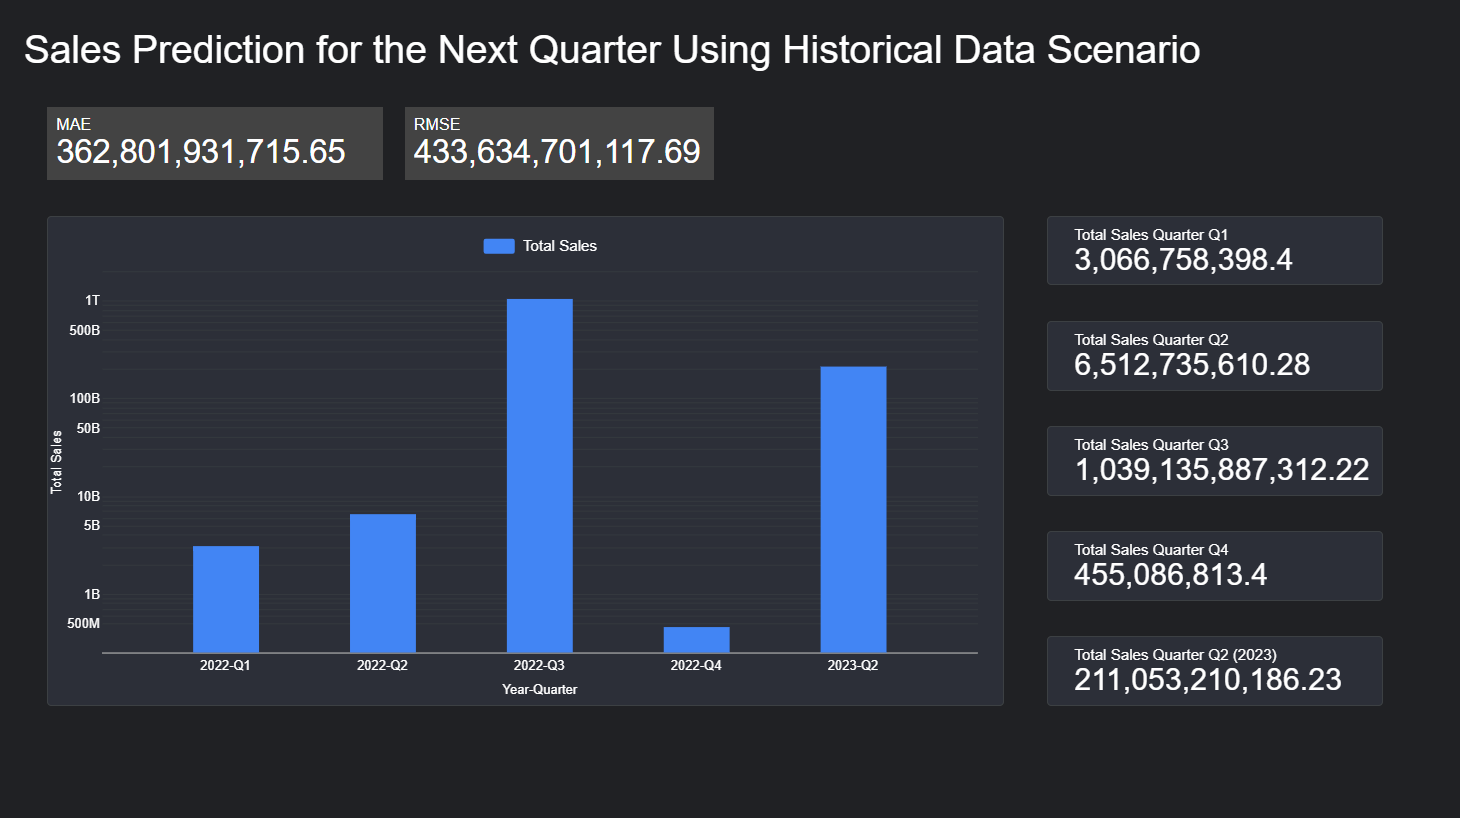 Sales Prediction for the Next Quarter Using Historical Data Scenario
MAE
362,801,931,715.65
RMSE
433,634,701,117.69
Total Sales
1T
500B
100B
50B
10B
5B
1B
500M
Total Sales
2022-Q1
2022-Q2
2022-Q3
2022-Q4
2023-Q2
Year-Quarter
Total Sales Quarter Q1
3,066,758,398.4
Total Sales Quarter Q2
6,512,735,610.28
Total Sales Quarter Q3
1,039,135,887,312.22
Total Sales Quarter Q4
455,086,813.4
Total Sales Quarter Q2 (2023)
211,053,210,186.23